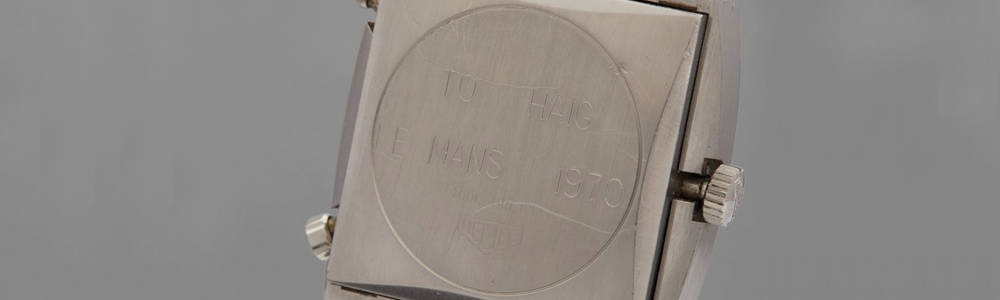 TO HAIG
LE MANS 1970